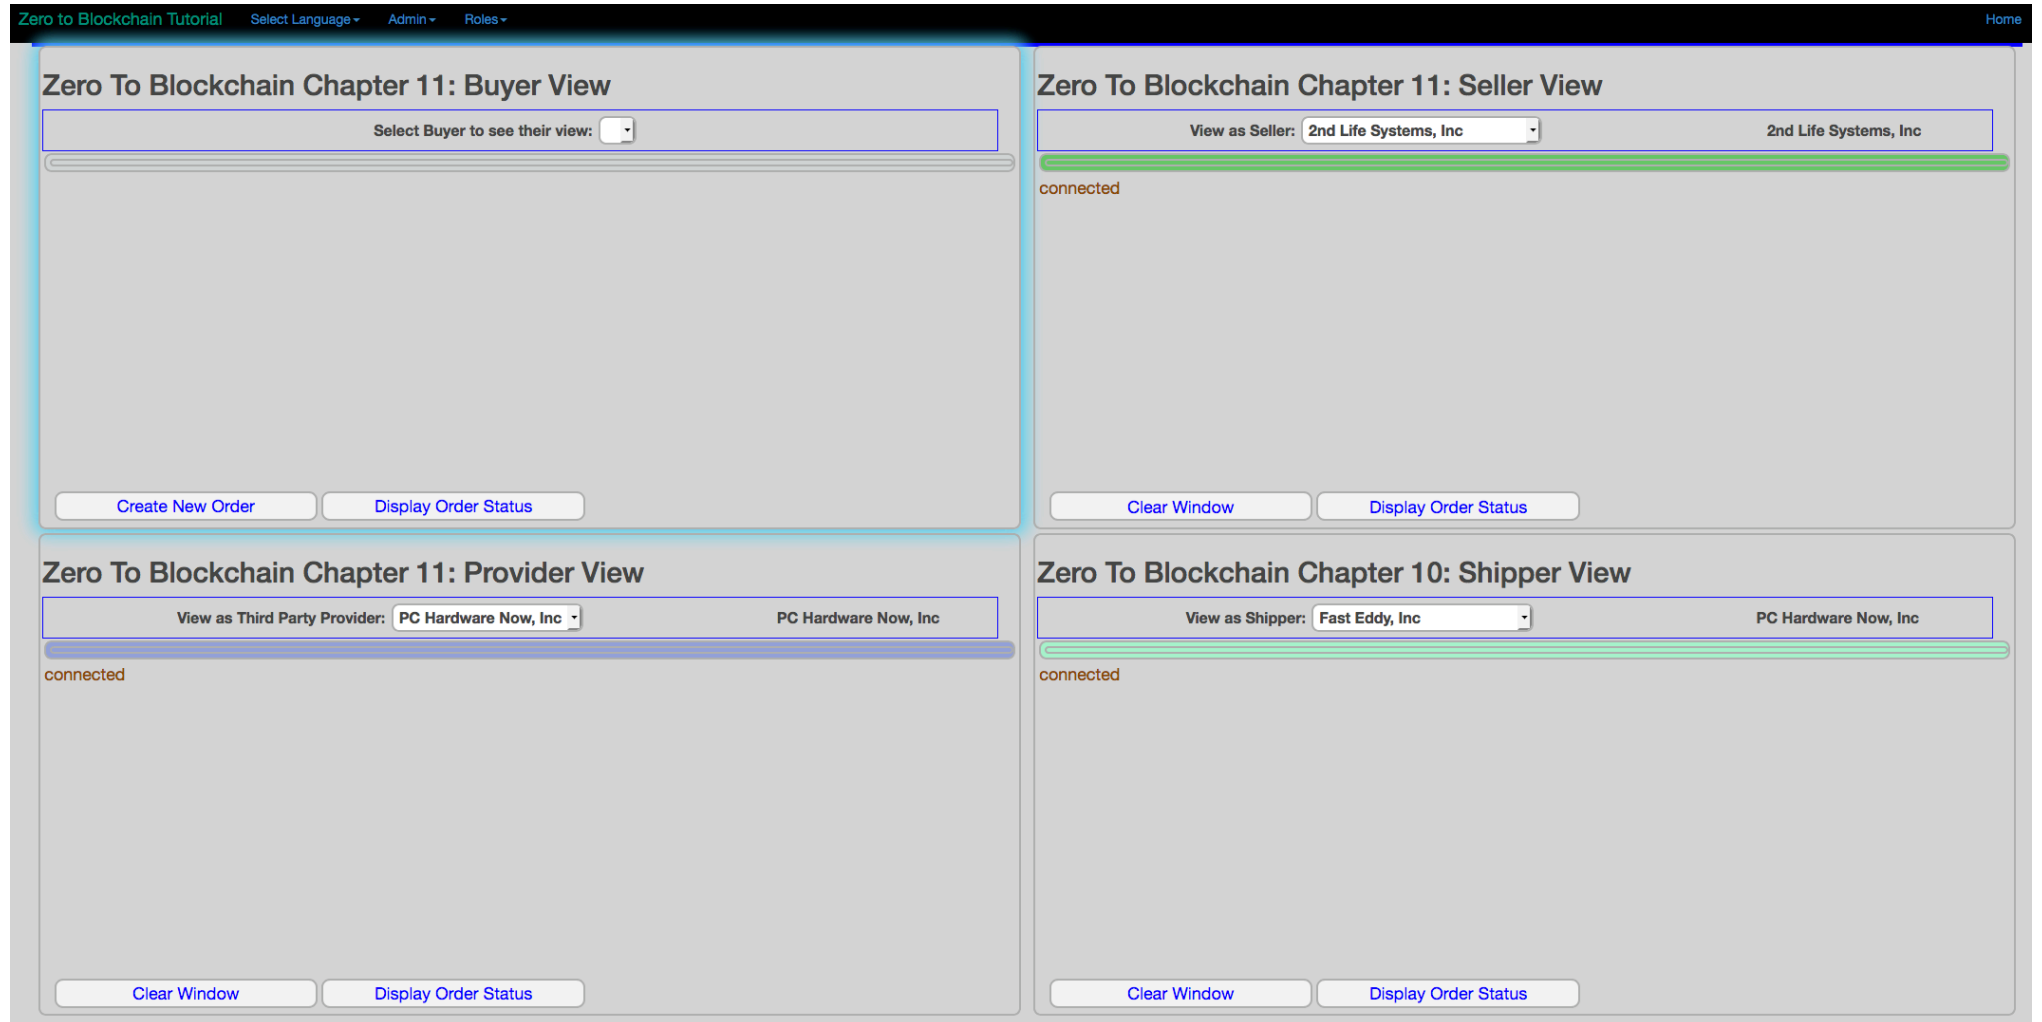 Zero to Blockchain Tutorial Select Language Admin Roles Home
Zero To Blockchain Chapter 11: Buyer View
Select Buyer to see their view:
Create New Order Display Order Status
Zero To Blockchain Chapter 11: Seller View
View as Seller: 2nd Life Systems, Inc 2nd Life Systems, Inc
connected
Clear Window Display Order Status
Zero To Blockchain Chapter 11: Provider View
View as Third Party Provider: PC Hardware Now, Inc PC Hardware Now, Inc
connected
Clear Window Display Order Status
Zero To Blockchain Chapter 10: Shipper View
View as Shipper: Fast Eddy, Inc PC Hardware Now, Inc
connected
Clear Window Display Order Status